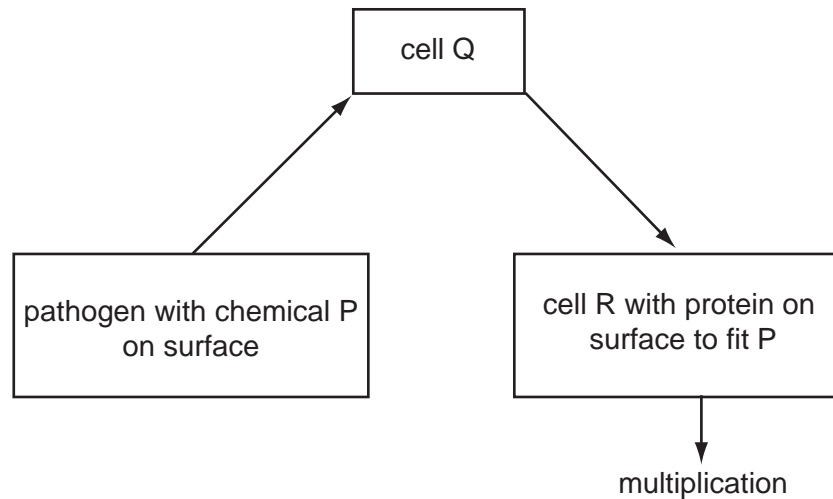 cell Q
pathogen with chemical P
on surface
cell R with protein on
surface to fit P
multiplication